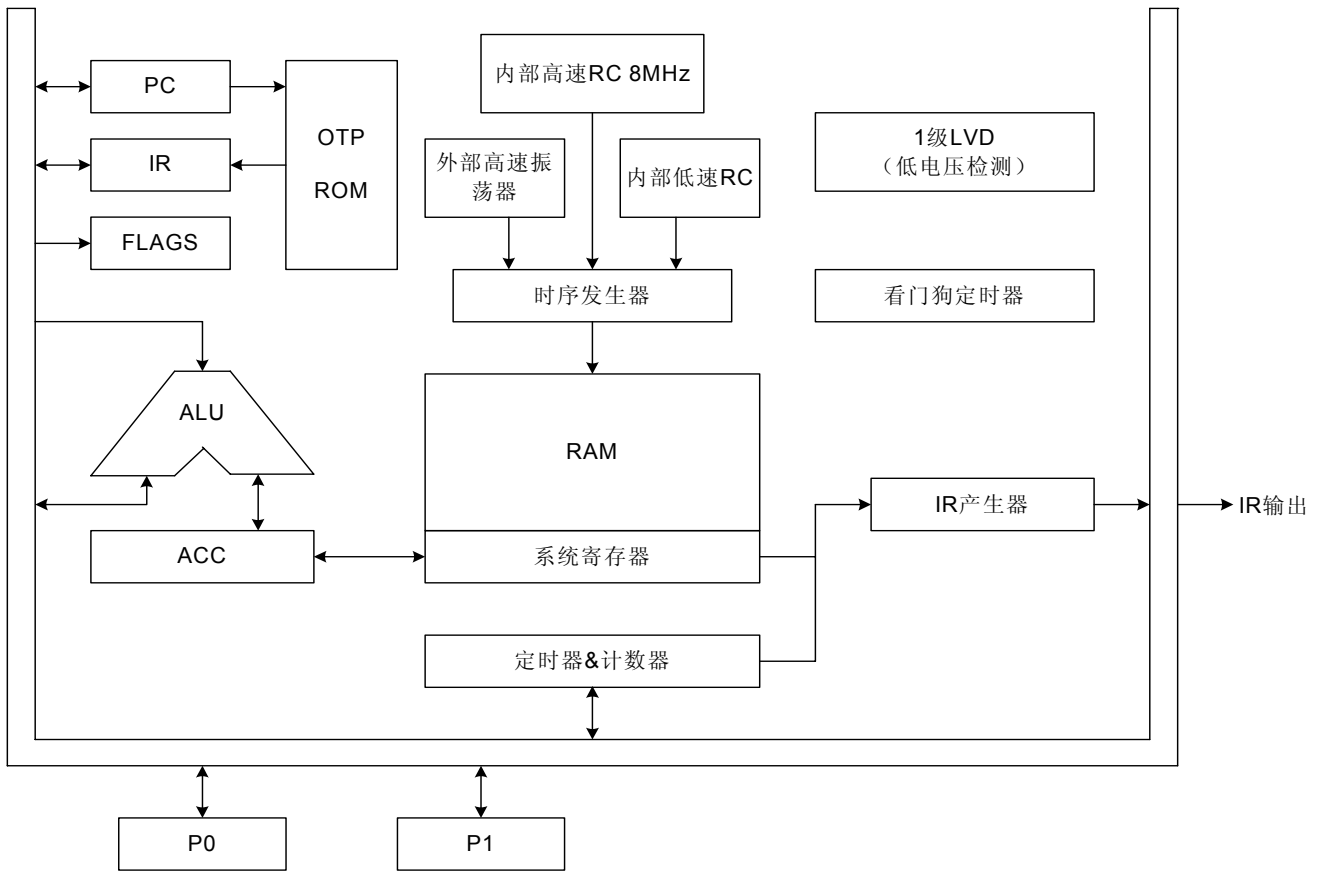 PC
IR
FLAGS
OTP
ROM
内部高速RC 8MHz
外部高速振
荡器
内部低速RC
1级LVD
（低电压检测）
时序发生器
看门狗定时器
ALU
RAM
ACC
系统寄存器
IR产生器
IR输出
定时器&计数器
P0
P1